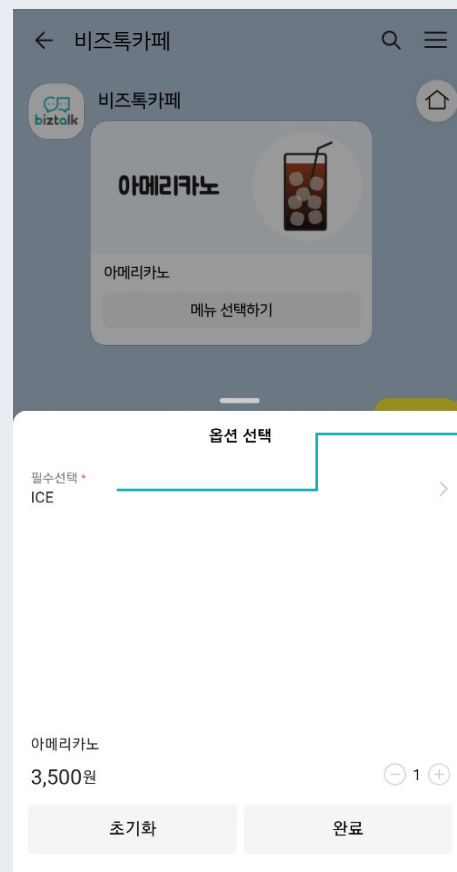 비즈톡카페
biztalk
비즈톡카페
아메리카노
아메리카노
메뉴 선택하기
옵션 선택
필수선택 *
ICE
아메리카노
3,500원
1
초기화
완료